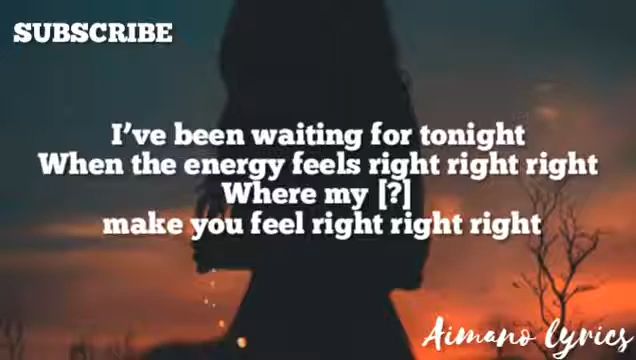 SUBSCRIBE
I've been waiting for tonight
When the energy feels right right right
Where my [?]
make you feel right right right
Aimano lyrics